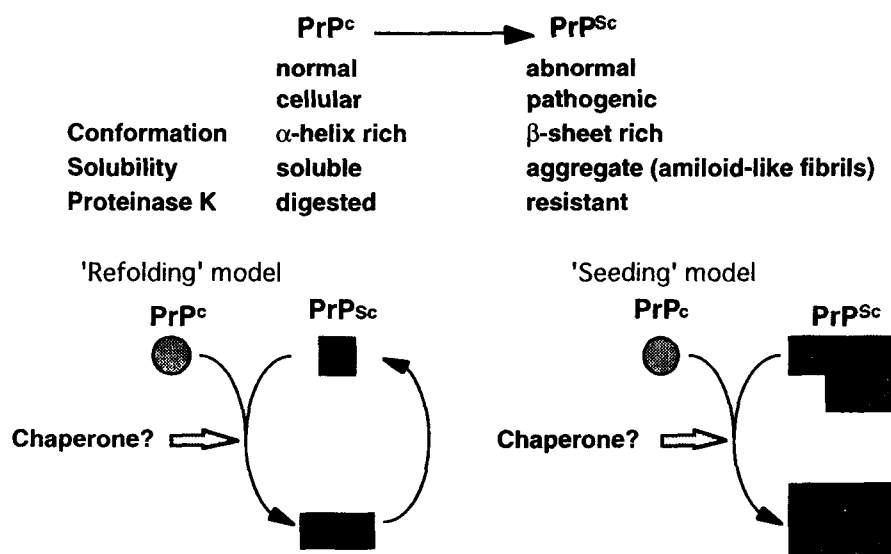 PrPᶜ PrPˢᶜ
normal abnormal
cellular pathogenic
Conformation α-helix rich β-sheet rich
Solubility soluble aggregate (amiloid-like fibrils)
Proteinase K digested resistant
'Refolding' model 'Seeding' model
PrPᶜ PrPSc PrPc PrPˢᶜ
Chaperone? Chaperone?